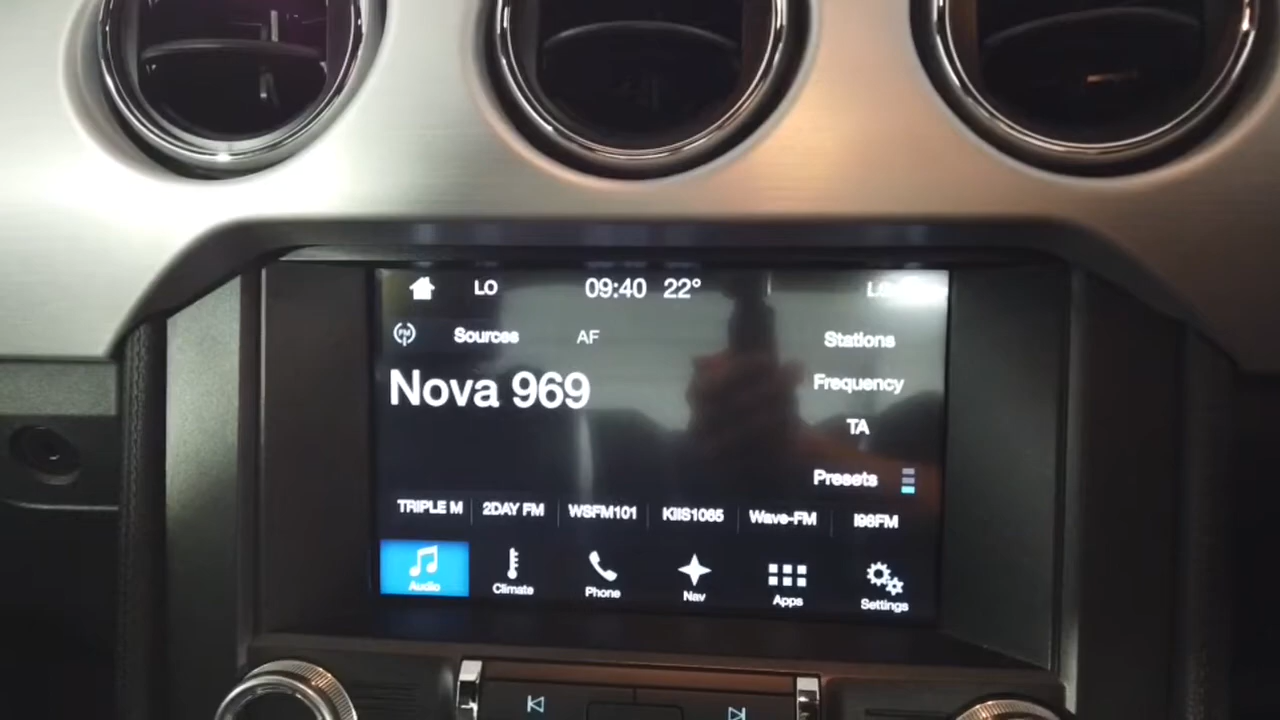 LO 09:40 22°
FM Sources AF Stations
Nova 969
Frequency
TA
Presets
TRIPLE M 2DAY FM WSFM101 KIIS1065 Wave-FM I98FM
Audio Climate Phone Nav Apps Settings